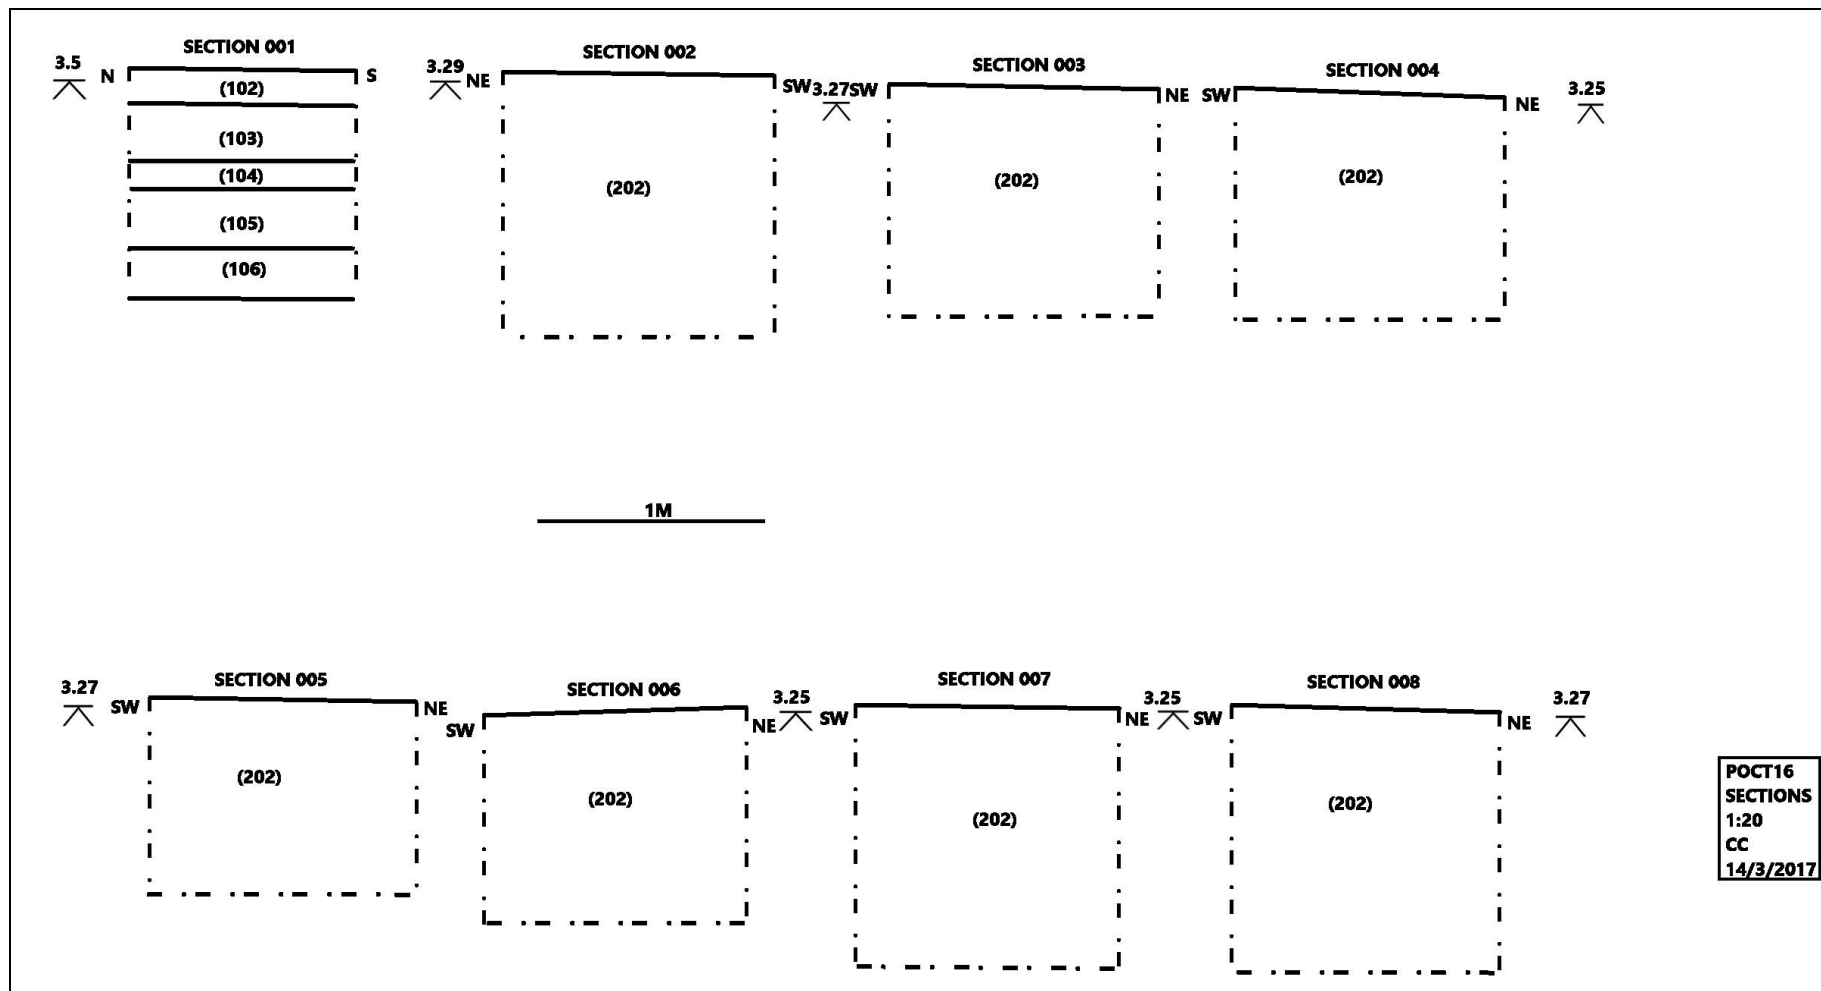 SECTION 001
3.5
N
S
(102)
(103)
(104)
(105)
(106)
SECTION 002
3.29
NE
SW
(202)
SECTION 003
3.27
SW
NE
(202)
SECTION 004
SW
NE
3.25
(202)
1M
SECTION 005
3.27
SW
NE
(202)
SECTION 006
SW
NE
3.25
(202)
SECTION 007
SW
NE
3.25
(202)
SECTION 008
SW
NE
3.27
(202)
POCT16
SECTIONS
1:20
CC
14/3/2017